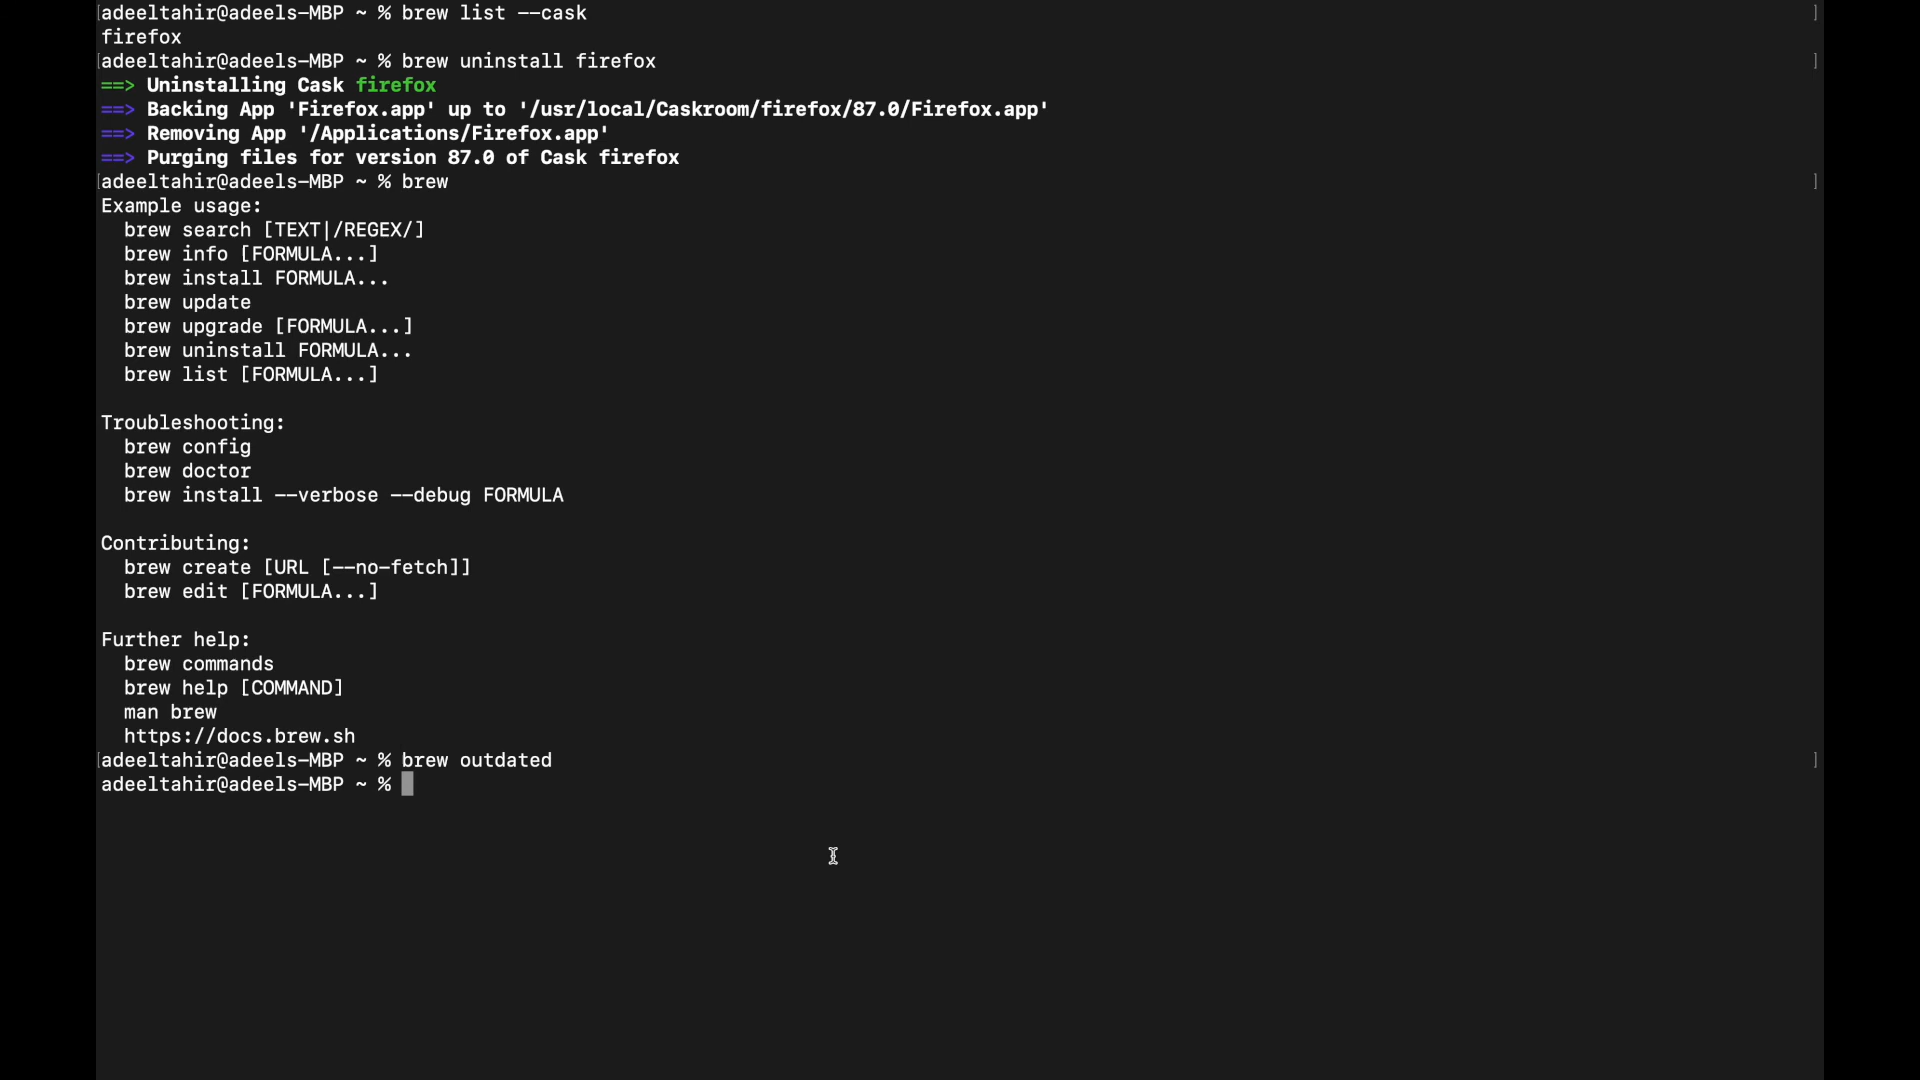 [adeeltahir@adeels-MBP ~ % brew list --cask ]
firefox
[adeeltahir@adeels-MBP ~ % brew uninstall firefox ]
==> Uninstalling Cask firefox
==> Backing App 'Firefox.app' up to '/usr/local/Caskroom/firefox/87.0/Firefox.app'
==> Removing App '/Applications/Firefox.app'
==> Purging files for version 87.0 of Cask firefox
[adeeltahir@adeels-MBP ~ % brew ]
Example usage:
  brew search [TEXT|/REGEX/]
  brew info [FORMULA...]
  brew install FORMULA...
  brew update
  brew upgrade [FORMULA...]
  brew uninstall FORMULA...
  brew list [FORMULA...]

Troubleshooting:
  brew config
  brew doctor
  brew install --verbose --debug FORMULA

Contributing:
  brew create [URL [--no-fetch]]
  brew edit [FORMULA...]

Further help:
  brew commands
  brew help [COMMAND]
  man brew
  https://docs.brew.sh
[adeeltahir@adeels-MBP ~ % brew outdated ]
adeeltahir@adeels-MBP ~ %